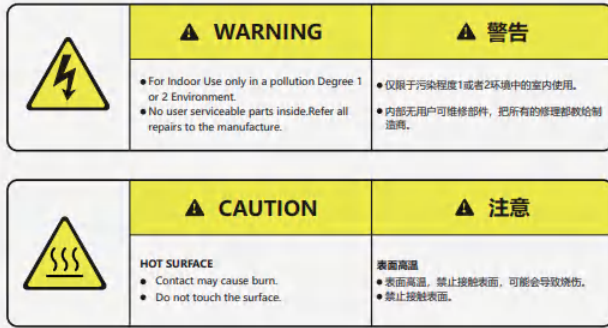 WARNING
警告
● For Indoor Use only in a pollution Degree 1
or 2 Environment.
● No user serviceable parts inside.Refer all
repairs to the manufacture.
● 仅限于污染程度1或者2环境中的室内使用。
● 内部无用户可维修部件，把所有的修理都教给制
造商。
CAUTION
注意
HOT SURFACE
● Contact may cause burn.
● Do not touch the surface.
表面高温
● 表面高温，禁止接触表面，可能会导致烧伤。
● 禁止接触表面。